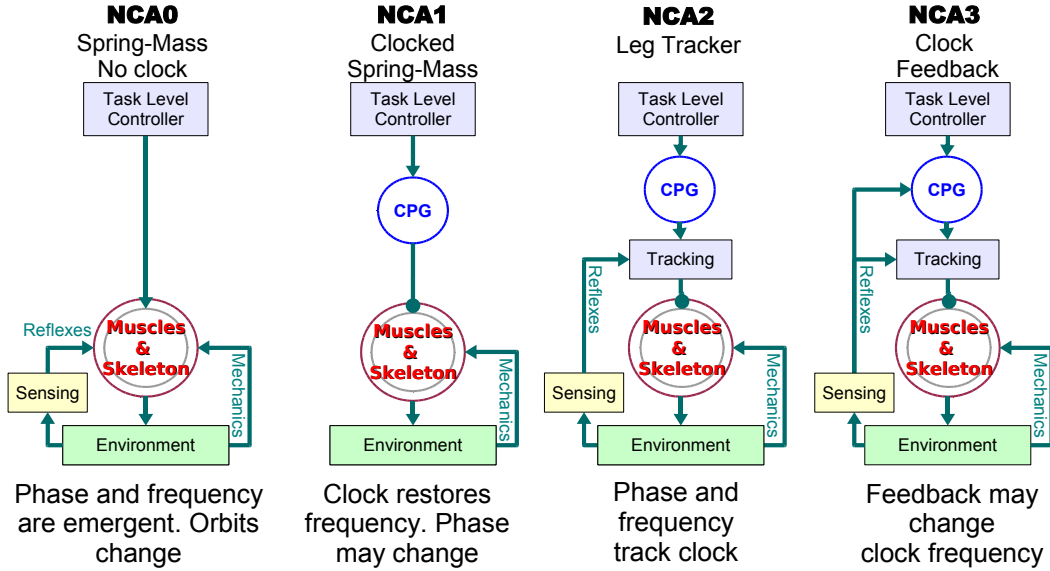 NCA0
Spring-Mass
No clock
Task Level
Controller
Reflexes
Muscles
&
Skeleton
Mechanics
Sensing
Environment
Phase and frequency
are emergent. Orbits
change
NCA1
Clocked
Spring-Mass
Task Level
Controller
CPG
Muscles
&
Skeleton
Mechanics
Environment
Clock restores
frequency. Phase
may change
NCA2
Leg Tracker
Task Level
Controller
CPG
Tracking
Reflexes
Muscles
&
Skeleton
Mechanics
Sensing
Environment
Phase and
frequency
track clock
NCA3
Clock
Feedback
Task Level
Controller
CPG
Tracking
Reflexes
Muscles
&
Skeleton
Mechanics
Sensing
Environment
Feedback may
change
clock frequency